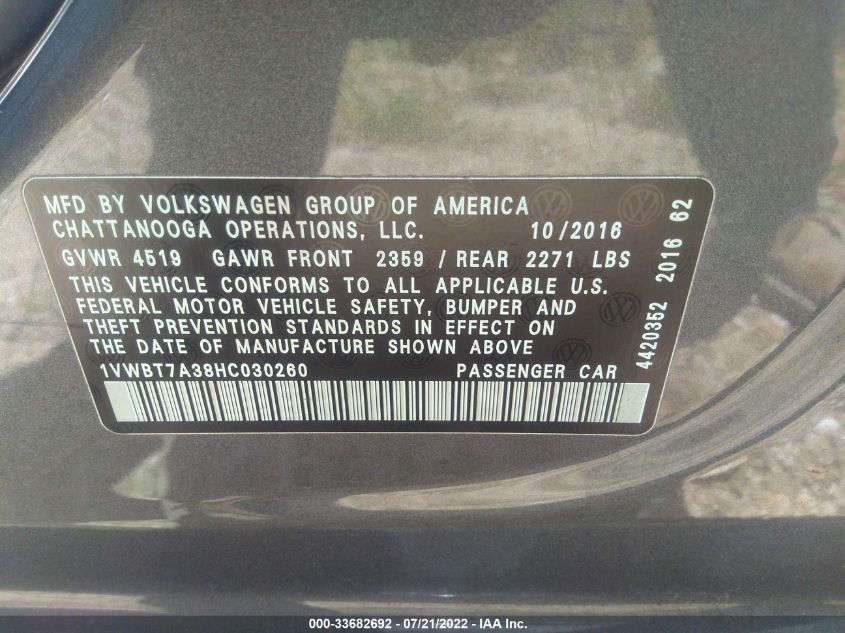 MFD BY VOLKSWAGEN GROUP OF AMERICA
CHATTANOOGA OPERATIONS, LLC. 10/2016
GVWR 4519 GAWR FRONT 2359 / REAR 2271 LBS
THIS VEHICLE CONFORMS TO ALL APPLICABLE U.S.
FEDERAL MOTOR VEHICLE SAFETY, BUMPER AND
THEFT PREVENTION STANDARDS IN EFFECT ON
THE DATE OF MANUFACTURE SHOWN ABOVE
1VWBT7A38HC030260 PASSENGER CAR
4420352 2016 62
000-33682692 - 07/21/2022 - IAA Inc.